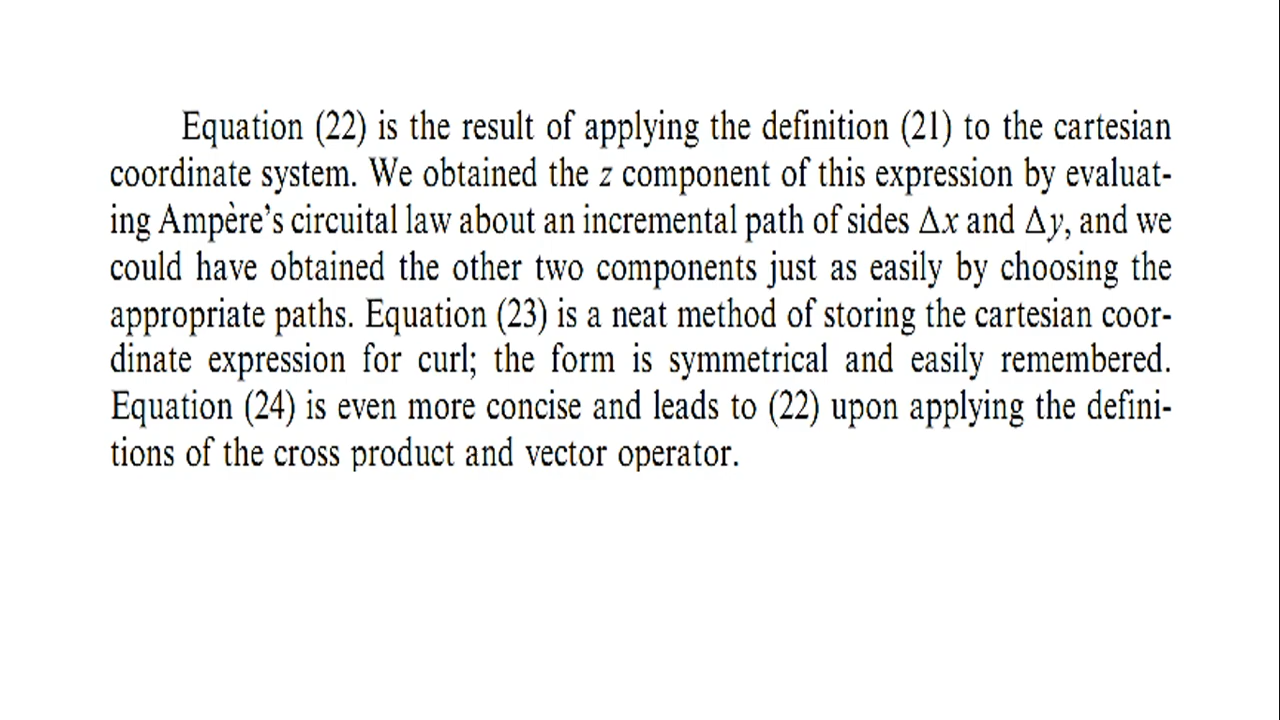 Equation (22) is the result of applying the definition (21) to the cartesian
coordinate system. We obtained the z component of this expression by evaluat-
ing Ampère's circuital law about an incremental path of sides Δx and Δy, and we
could have obtained the other two components just as easily by choosing the
appropriate paths. Equation (23) is a neat method of storing the cartesian coor-
dinate expression for curl; the form is symmetrical and easily remembered.
Equation (24) is even more concise and leads to (22) upon applying the defini-
tions of the cross product and vector operator.